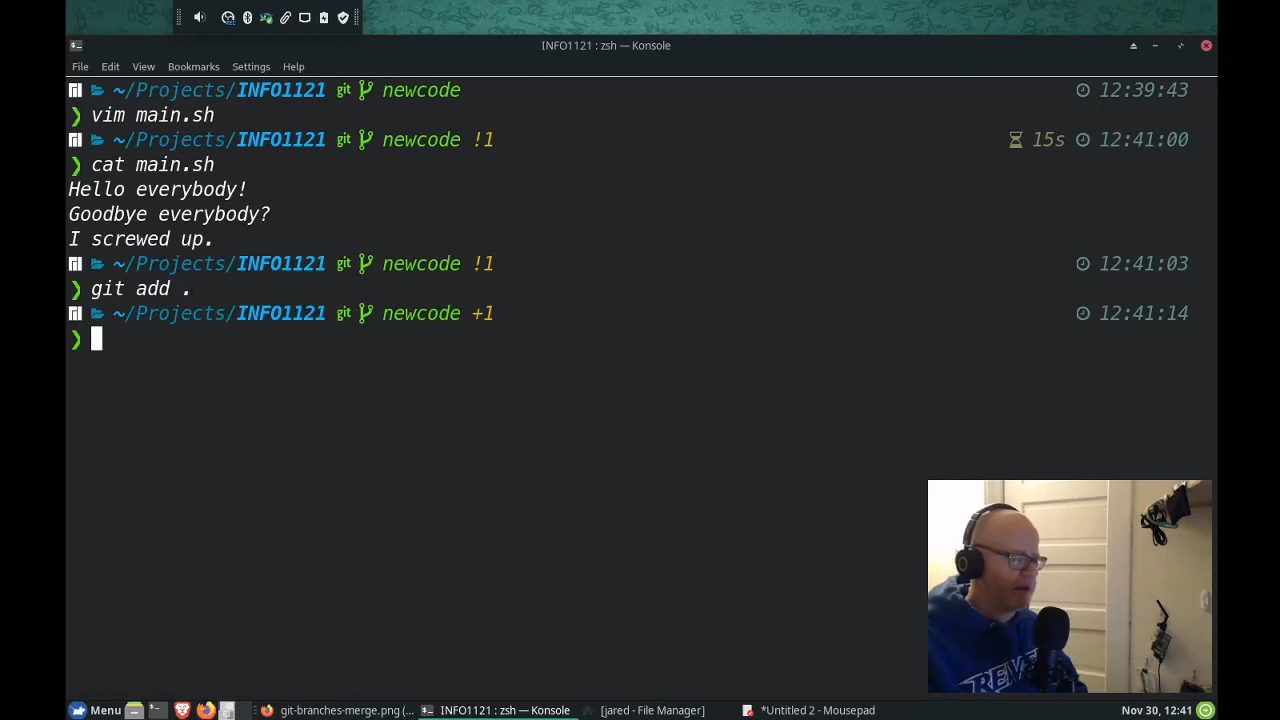 INFO1121 : zsh — Konsole
File Edit View Bookmarks Settings Help
~/Projects/INFO1121 git newcode 12:39:43
❯ vim main.sh
~/Projects/INFO1121 git newcode !1 15s 12:41:00
❯ cat main.sh
Hello everybody!
Goodbye everybody?
I screwed up.
~/Projects/INFO1121 git newcode !1 12:41:03
❯ git add .
~/Projects/INFO1121 git newcode +1 12:41:14
❯
Menu git-branches-merge.png (... INFO1121 : zsh — Konsole [jared - File Manager] *Untitled 2 - Mousepad Nov 30, 12:41